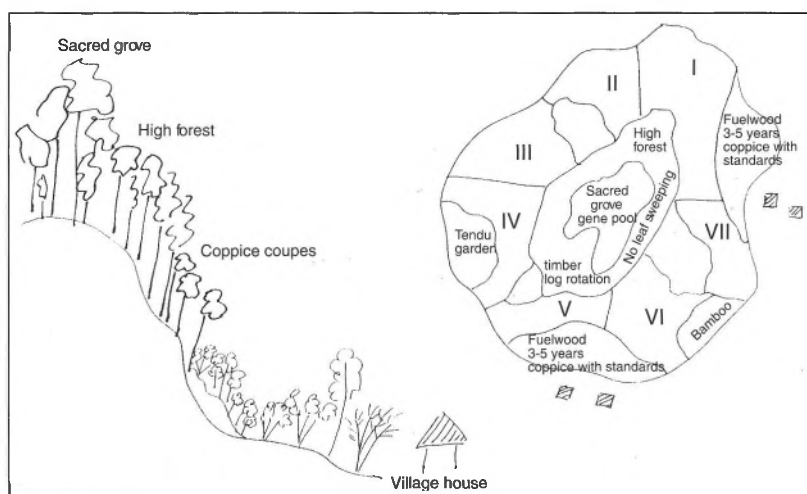 Sacred grove
High forest
Coppice coupes
Village house
I
II
III
IV
V
VI
VII
High
forest
Sacred
grove
gene pool
No leaf sweeping
timber
log rotation
Tendu
garden
Fuelwood
3-5 years
coppice with
standards
Fuelwood
3-5 years
coppice with standards
Bamboo